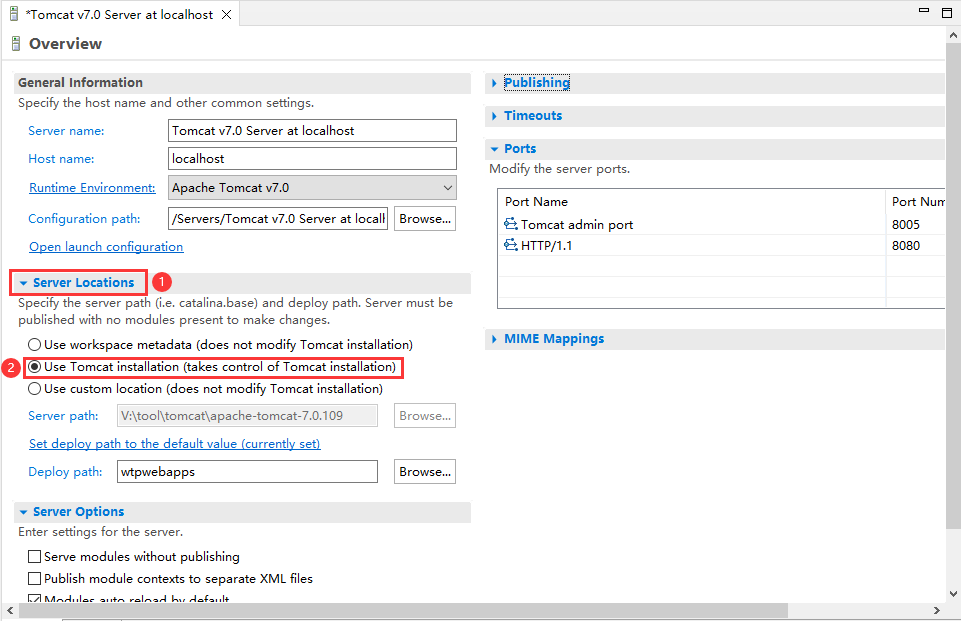 *Tomcat v7.0 Server at localhost
Overview
General Information
Specify the host name and other common settings.
Server name: Tomcat v7.0 Server at localhost
Host name: localhost
Runtime Environment: Apache Tomcat v7.0
Configuration path: /Servers/Tomcat v7.0 Server at localh Browse...
Open launch configuration
Server Locations 1
Specify the server path (i.e. catalina.base) and deploy path. Server must be
published with no modules present to make changes.
Use workspace metadata (does not modify Tomcat installation)
2 Use Tomcat installation (takes control of Tomcat installation)
Use custom location (does not modify Tomcat installation)
Server path: V:\tool\tomcat\apache-tomcat-7.0.109 Browse...
Set deploy path to the default value (currently set)
Deploy path: wtpwebapps Browse...
Server Options
Enter settings for the server.
Serve modules without publishing
Publish module contexts to separate XML files
Modules auto reload by default
Publishing
Timeouts
Ports
Modify the server ports.
Port Name Port Num
Tomcat admin port 8005
HTTP/1.1 8080
MIME Mappings